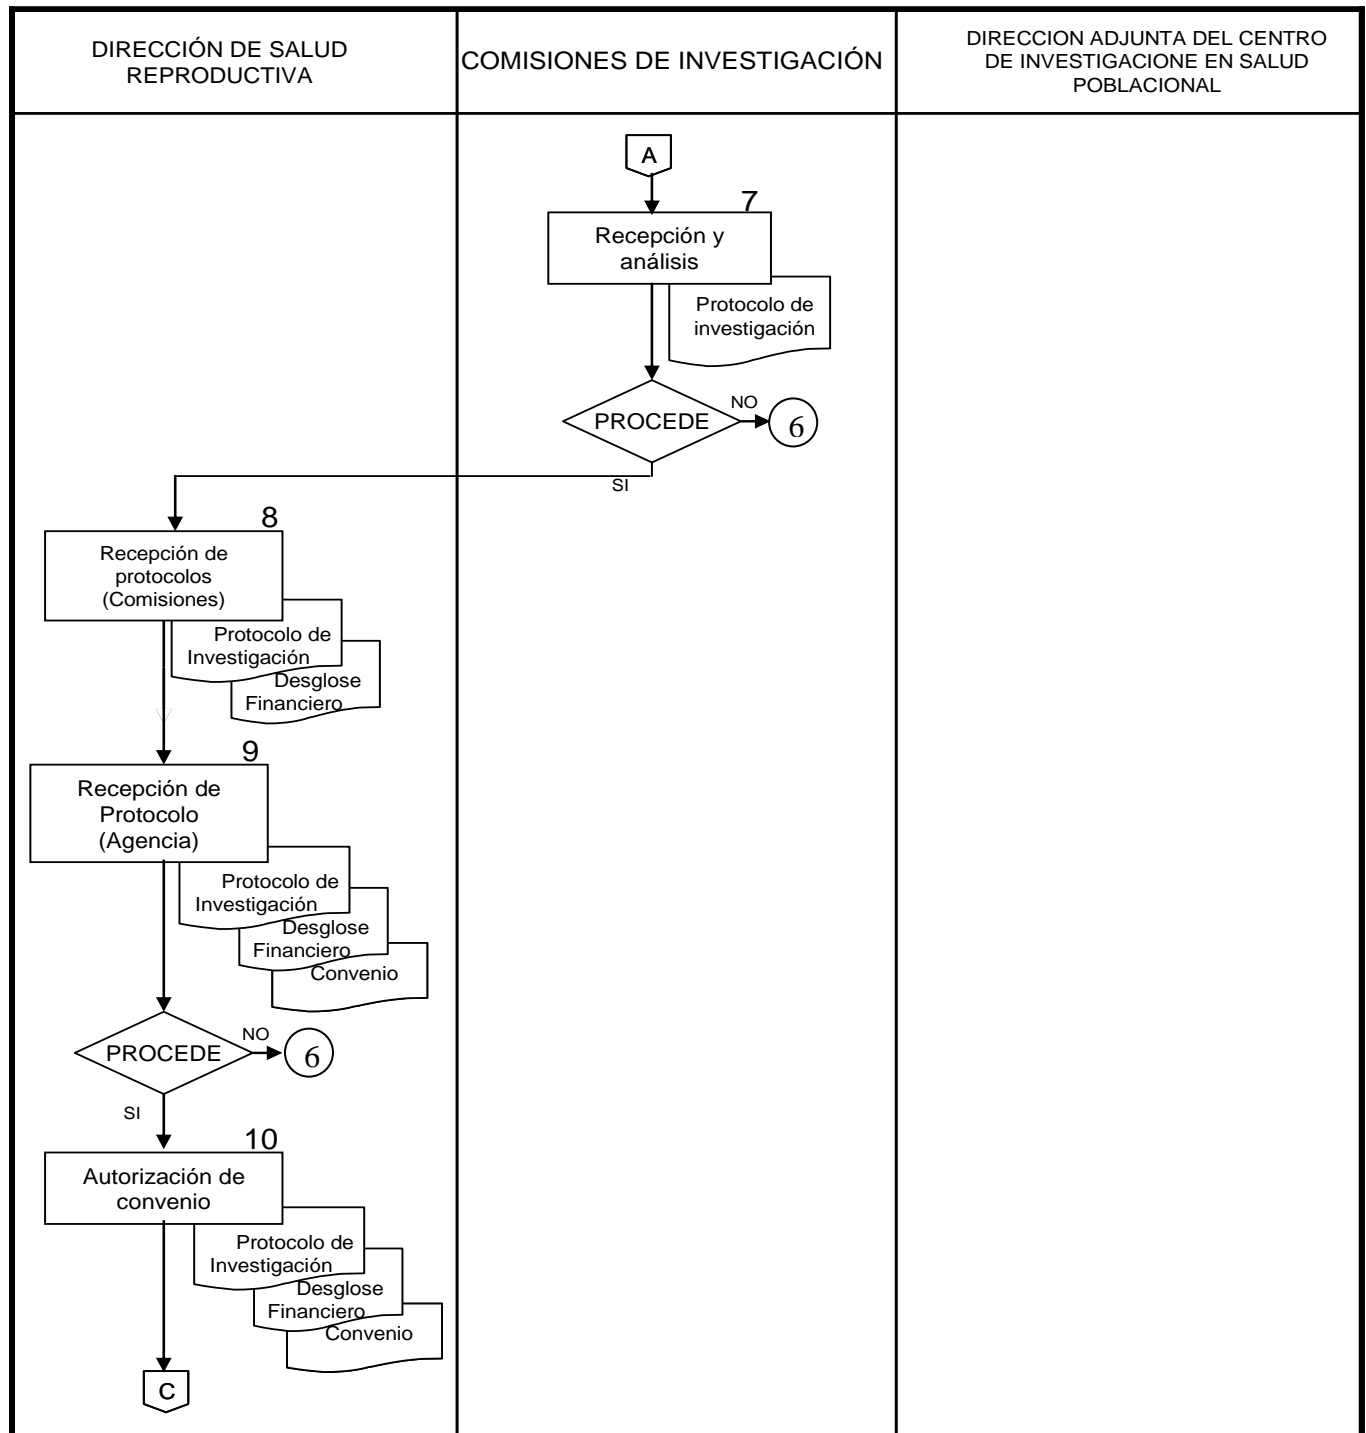 DIRECCIÓN DE SALUD
REPRODUCTIVA
COMISIONES DE INVESTIGACIÓN
DIRECCION ADJUNTA DEL CENTRO
DE INVESTIGACIONE EN SALUD
POBLACIONAL
A
7
Recepción y
análisis
Protocolo de
investigación
PROCEDE
NO
6
SI
8
Recepción de
protocolos
(Comisiones)
Protocolo de
Investigación
Desglose
Financiero
9
Recepción de
Protocolo
(Agencia)
Protocolo de
Investigación
Desglose
Financiero
Convenio
PROCEDE
NO
6
SI
10
Autorización de
convenio
Protocolo de
Investigación
Desglose
Financiero
Convenio
C